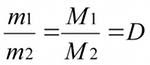 m₁/m₂ = M₁/M₂ = D